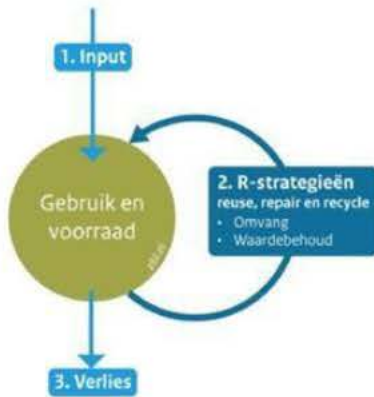 1. Input
Gebruik en
voorraad
2. R-strategieën
reuse, repair en recycle
• Omvang
• Waardebehoud
3. Verlies